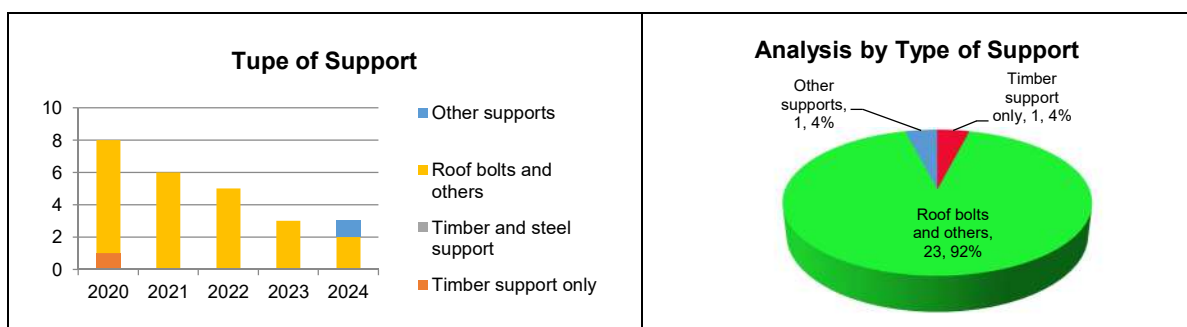 Tupe of Support
10
8
6
4
2
0
2020 2021 2022 2023 2024
Other supports
Roof bolts and
others
Timber and steel
support
Timber support only
Analysis by Type of Support
Other
supports,
1, 4%
Timber
support
only, 1, 4%
Roof bolts
and others,
23, 92%